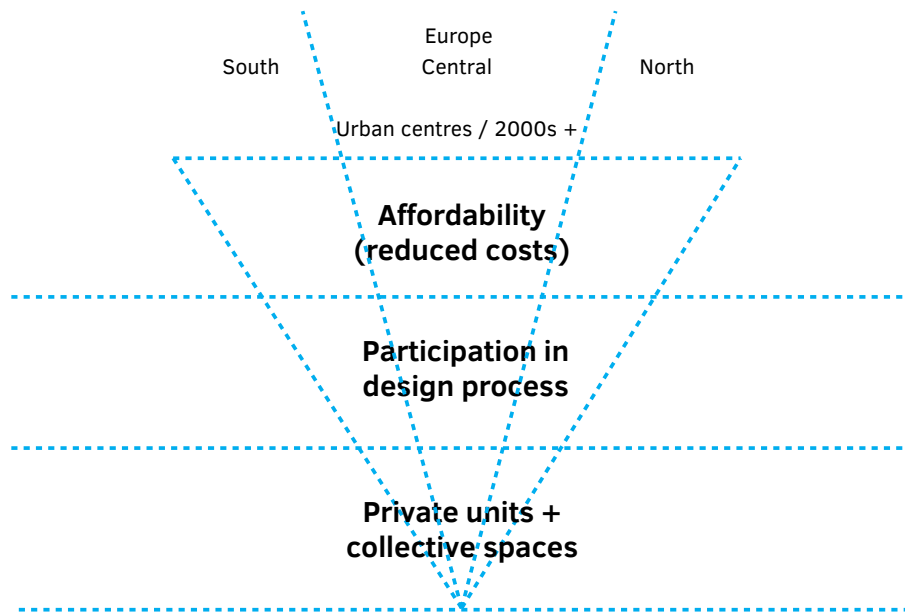 Europe
South
Central
North
Urban centres / 2000s +
Affordability
(reduced costs)
Participation in
design process
Private units +
collective spaces